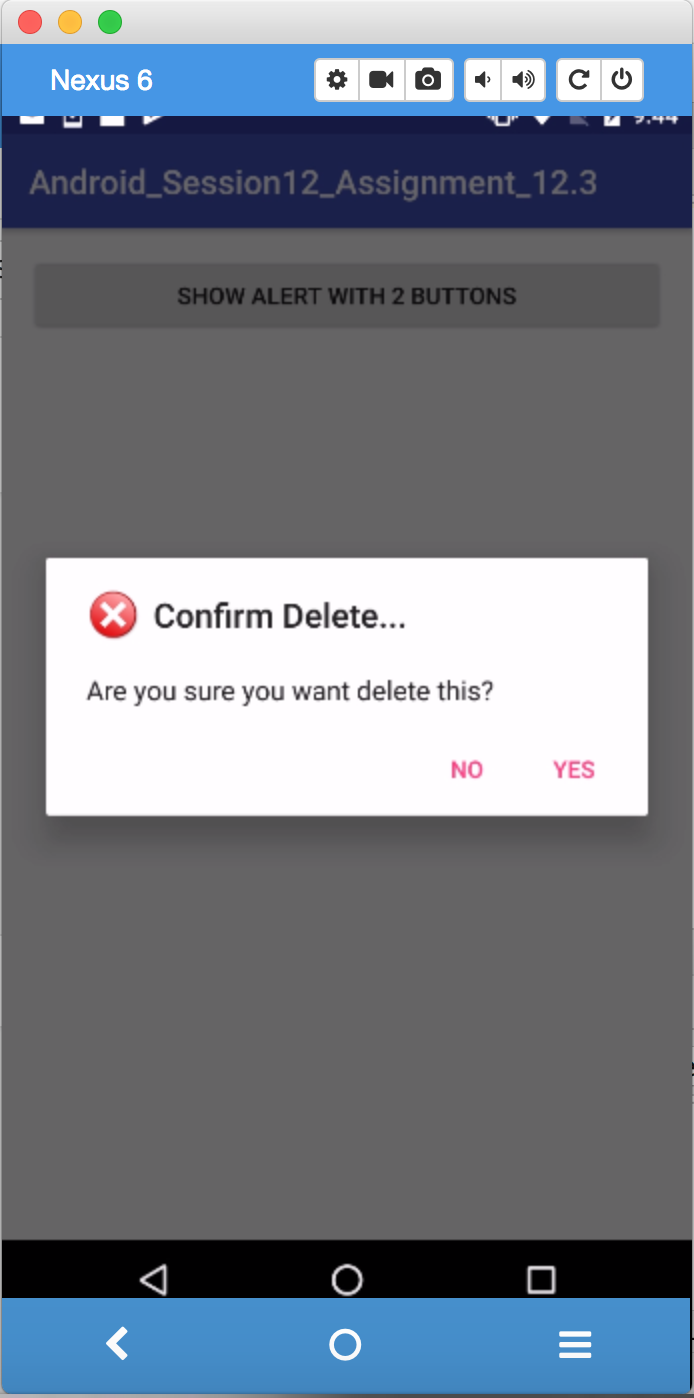 Nexus 6
9:44
Android_Session12_Assignment_12.3
SHOW ALERT WITH 2 BUTTONS
Confirm Delete...
Are you sure you want delete this?
NO YES